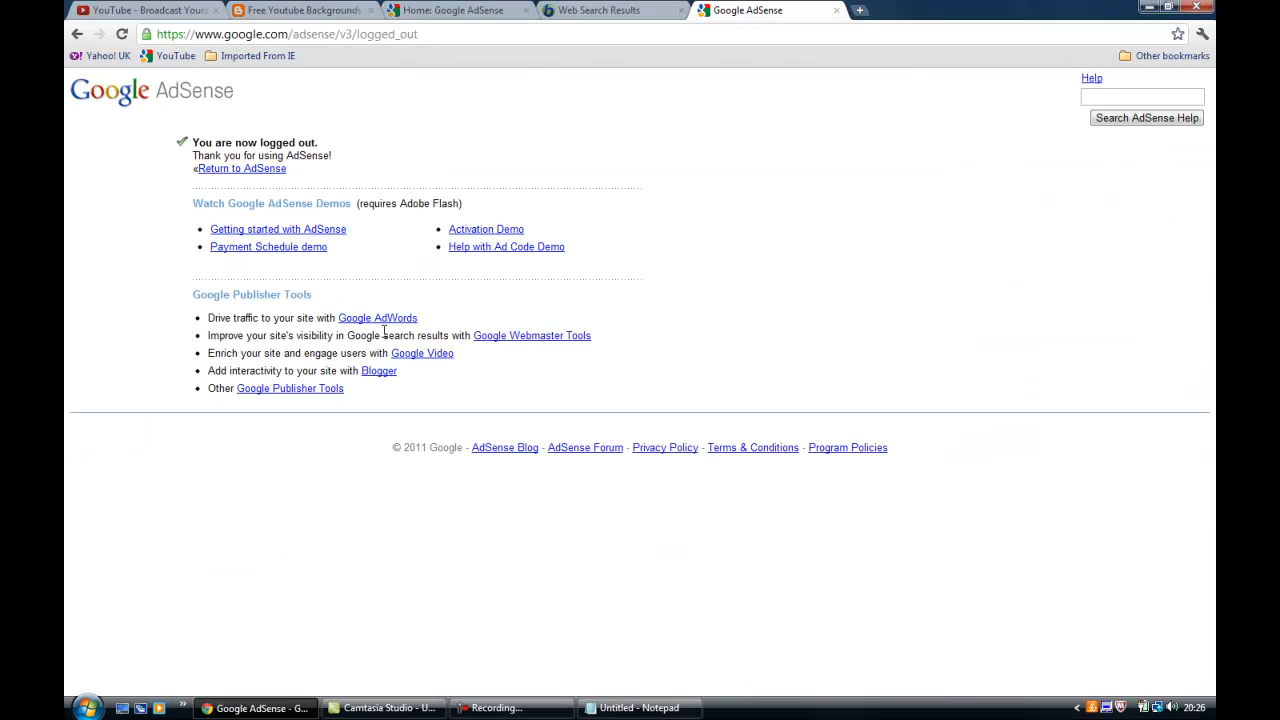 YouTube - Broadcast Yours
Free Youtube Backgrounds
Home: Google AdSense
Web Search Results
Google AdSense
https://www.google.com/adsense/v3/logged_out
Yahoo! UK
YouTube
Imported From IE
Other bookmarks
Google AdSense
Help
Search AdSense Help
You are now logged out.
Thank you for using AdSense!
«Return to AdSense
Watch Google AdSense Demos (requires Adobe Flash)
• Getting started with AdSense
• Activation Demo
• Payment Schedule demo
• Help with Ad Code Demo
Google Publisher Tools
• Drive traffic to your site with Google AdWords
• Improve your site's visibility in Google search results with Google Webmaster Tools
• Enrich your site and engage users with Google Video
• Add interactivity to your site with Blogger
• Other Google Publisher Tools
© 2011 Google - AdSense Blog - AdSense Forum - Privacy Policy - Terms & Conditions - Program Policies
Google AdSense - G...
Camtasia Studio - U...
Recording...
Untitled - Notepad
20:26